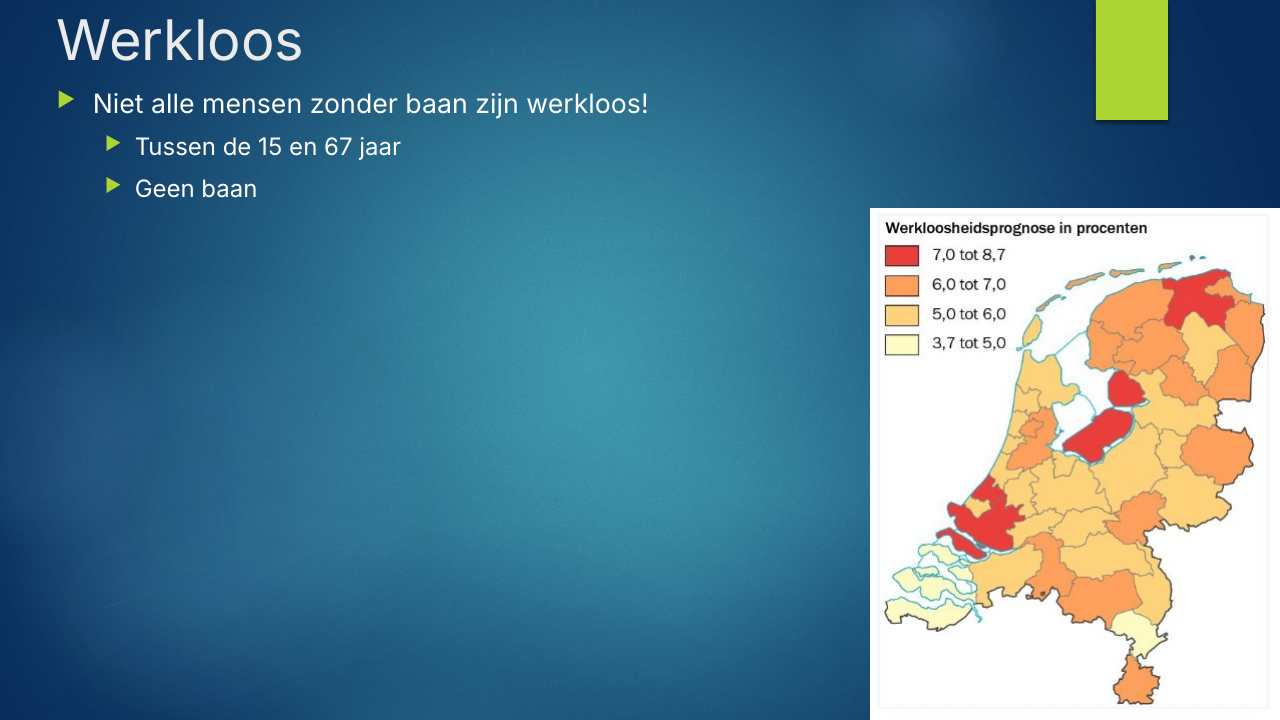 Werkloos
Niet alle mensen zonder baan zijn werkloos!
Tussen de 15 en 67 jaar
Geen baan
Werkloosheidsprognose in procenten
7,0 tot 8,7
6,0 tot 7,0
5,0 tot 6,0
3,7 tot 5,0